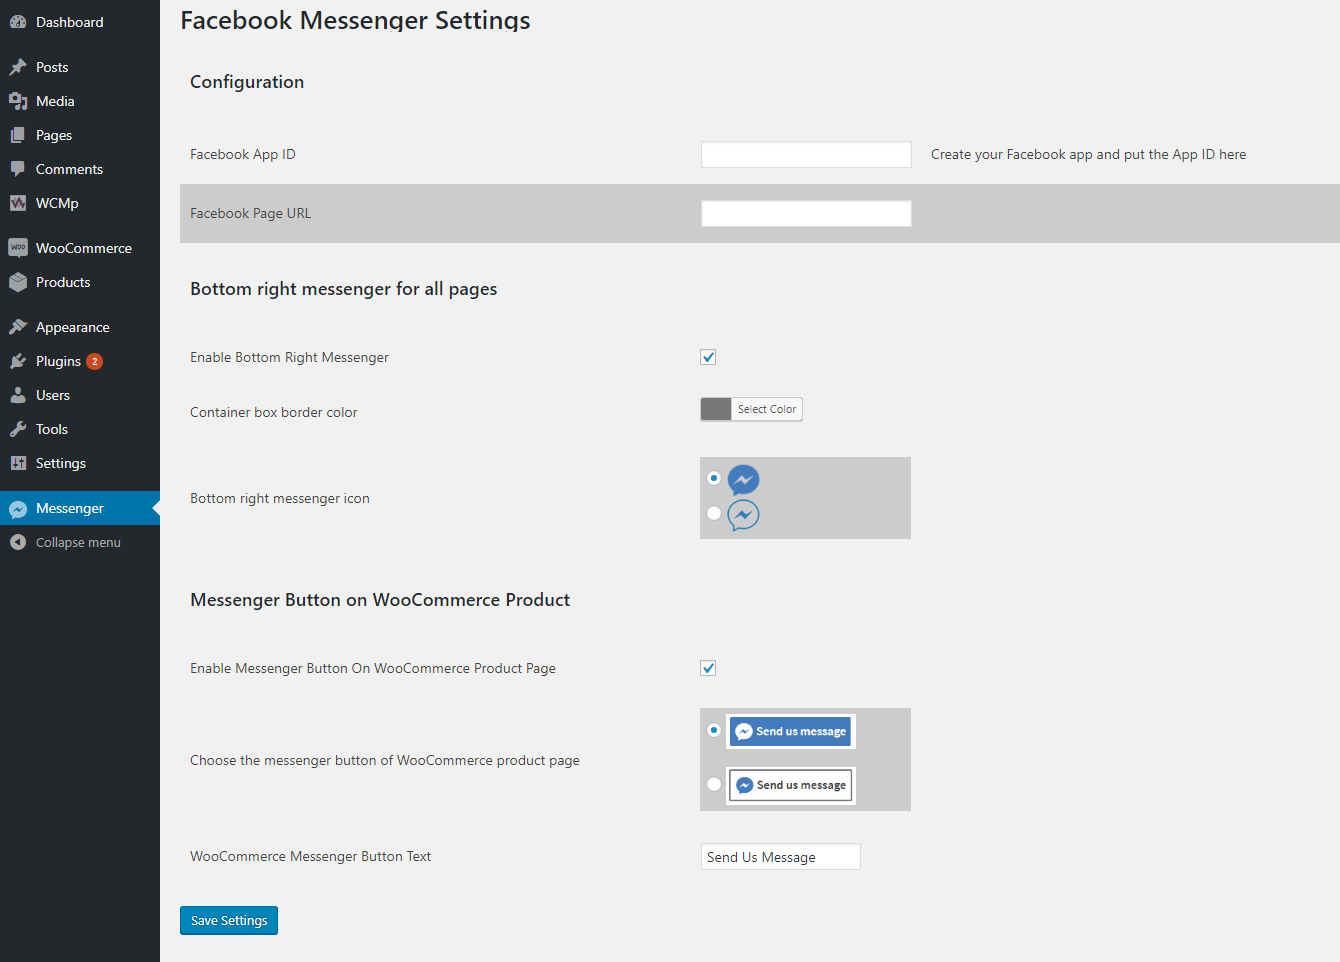 Dashboard
Posts
Media
Pages
Comments
WCMp
Woo WooCommerce
Products
Appearance
Plugins 2
Users
Tools
Settings
Messenger
Collapse menu
Facebook Messenger Settings
Configuration
Facebook App ID
Create your Facebook app and put the App ID here
Facebook Page URL
Bottom right messenger for all pages
Enable Bottom Right Messenger
Container box border color
Select Color
Bottom right messenger icon
Messenger Button on WooCommerce Product
Enable Messenger Button On WooCommerce Product Page
Choose the messenger button of WooCommerce product page
Send us message
Send us message
WooCommerce Messenger Button Text
Send Us Message
Save Settings